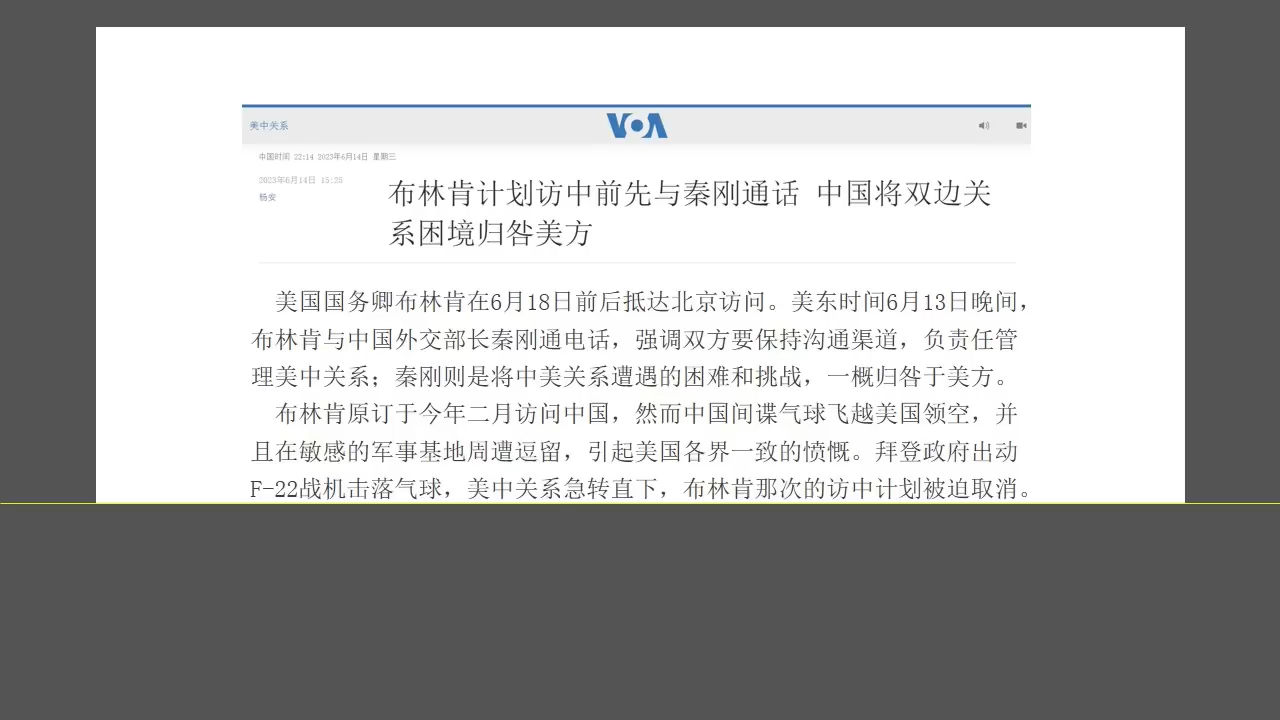 美中关系
VOA
中国时间 22:14 2023年6月14日 星期三
2023年6月14日 15:25
杨安
布林肯计划访中前先与秦刚通话 中国将双边关
系困境归咎美方
美国国务卿布林肯在6月18日前后抵达北京访问。美东时间6月13日晚间，
布林肯与中国外交部长秦刚通电话，强调双方要保持沟通渠道，负责任管
理美中关系；秦刚则是将中美关系遭遇的困难和挑战，一概归咎于美方。
布林肯原订于今年二月访问中国，然而中国间谍气球飞越美国领空，并
且在敏感的军事基地周遭逗留，引起美国各界一致的愤慨。拜登政府出动
F-22战机击落气球，美中关系急转直下，布林肯那次的访中计划被迫取消。